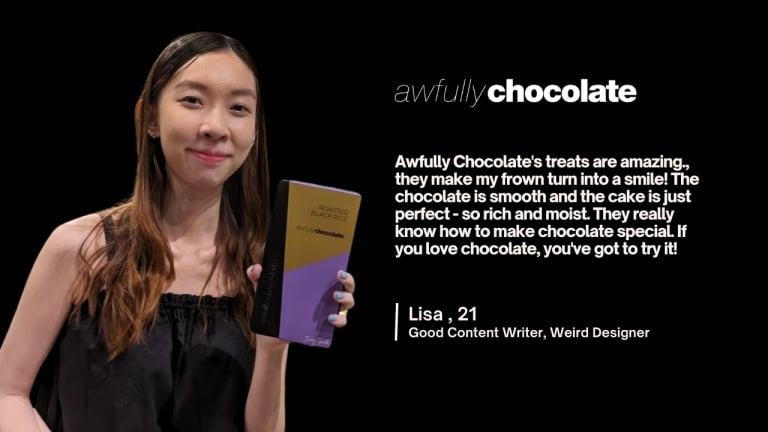 awfullychocolate
Awfully Chocolate's treats are amazing.,
they make my frown turn into a smile! The
chocolate is smooth and the cake is just
perfect - so rich and moist. They really
know how to make chocolate special. If
you love chocolate, you've got to try it!
Lisa , 21
Good Content Writer, Weird Designer
ROASTED
BLACK RICE
awfullychocolate